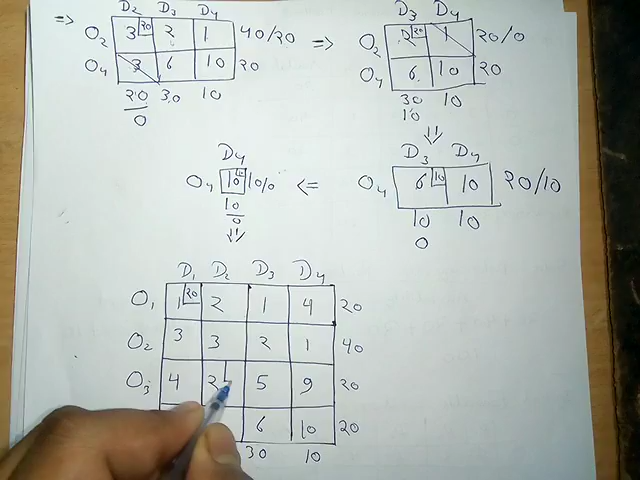 => D2 D3 D4
O2 3 20 2 1 40/20
O4 3 6 10 20
20 30 10
0
=> D3 D4
O2 2 20 1 20/0
O4 6 10 20
30 10
10
D3 D4
O4 6 10 10 20/10
10 10
0
<= D4
O4 10 10 10/0
10
0
D1 D2 D3 D4
O1 1 20 2 1 4 20
O2 3 3 2 1 40
O3 4 2 5 9 20
6 10 20
30 10